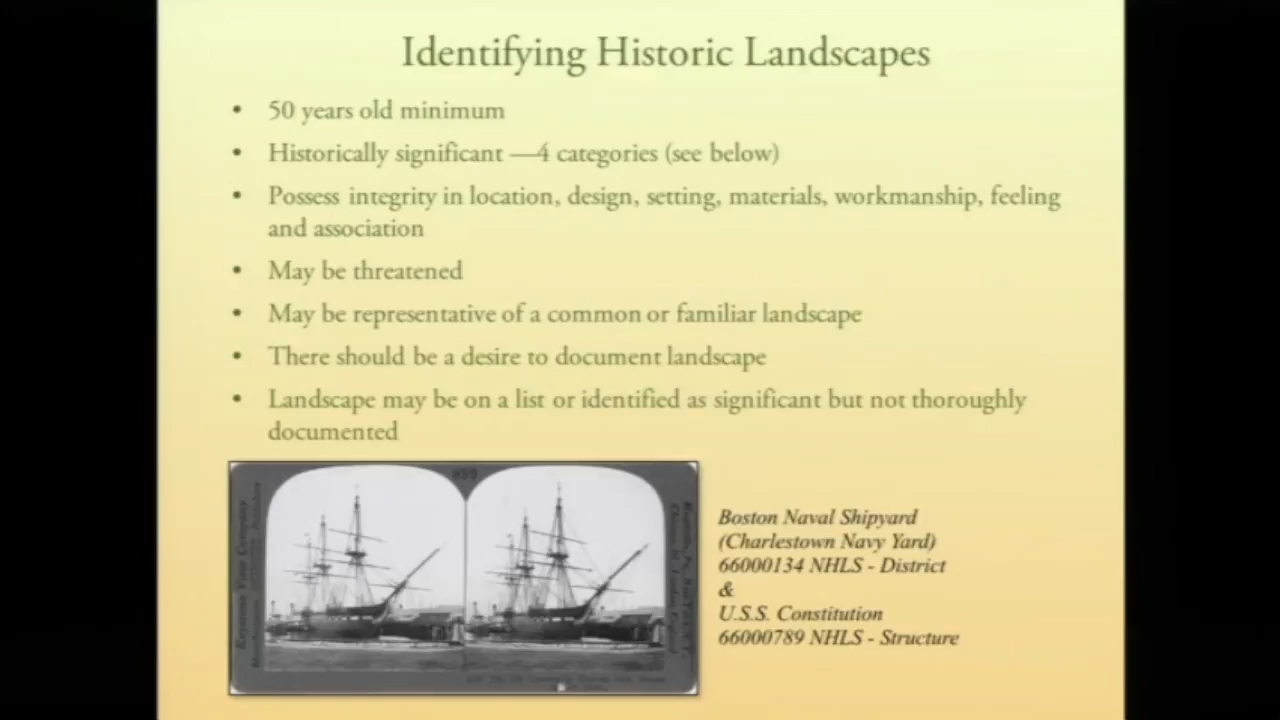 Identifying Historic Landscapes
• 50 years old minimum
• Historically significant —4 categories (see below)
• Possess integrity in location, design, setting, materials, workmanship, feeling
and association
• May be threatened
• May be representative of a common or familiar landscape
• There should be a desire to document landscape
• Landscape may be on a list or identified as significant but not thoroughly
documented
Keystone View Company
Boston Naval Shipyard
(Charlestown Navy Yard)
66000134 NHLS - District
&
U.S.S. Constitution
66000789 NHLS - Structure